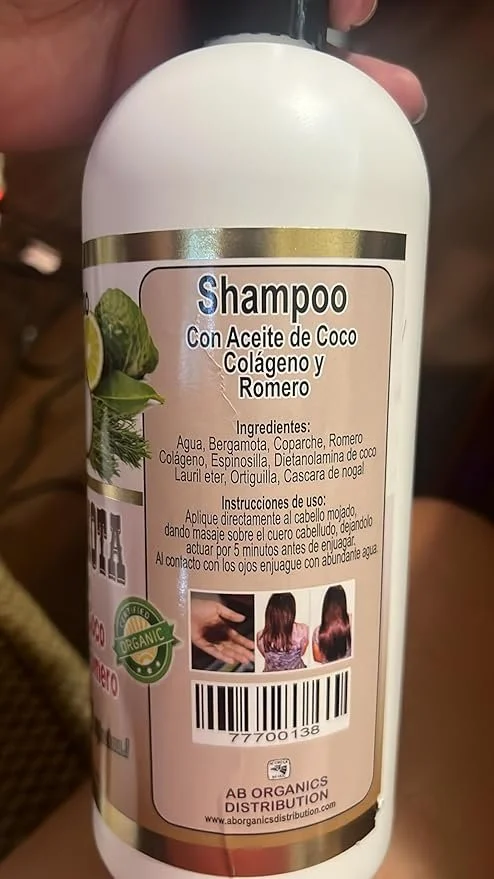 Shampoo
Con Aceite de Coco
Colágeno y
Romero
Ingredientes:
Agua, Bergamota, Coparche, Romero
Colágeno, Espinosilla, Dietanolamina de coco
Lauril eter, Ortiguilla, Cascara de nogal
Instrucciones de uso:
Aplique directamente al cabello mojado,
dando masaje sobre el cuero cabelludo, dejandolo
actuar por 5 minutos antes de enjuagar.
Al contacto con los ojos enjuague con abundante agua.
CERTIFIED
ORGANIC
77700138
AB ORGANICS
DISTRIBUTION
www.aborganicsdistribution.com